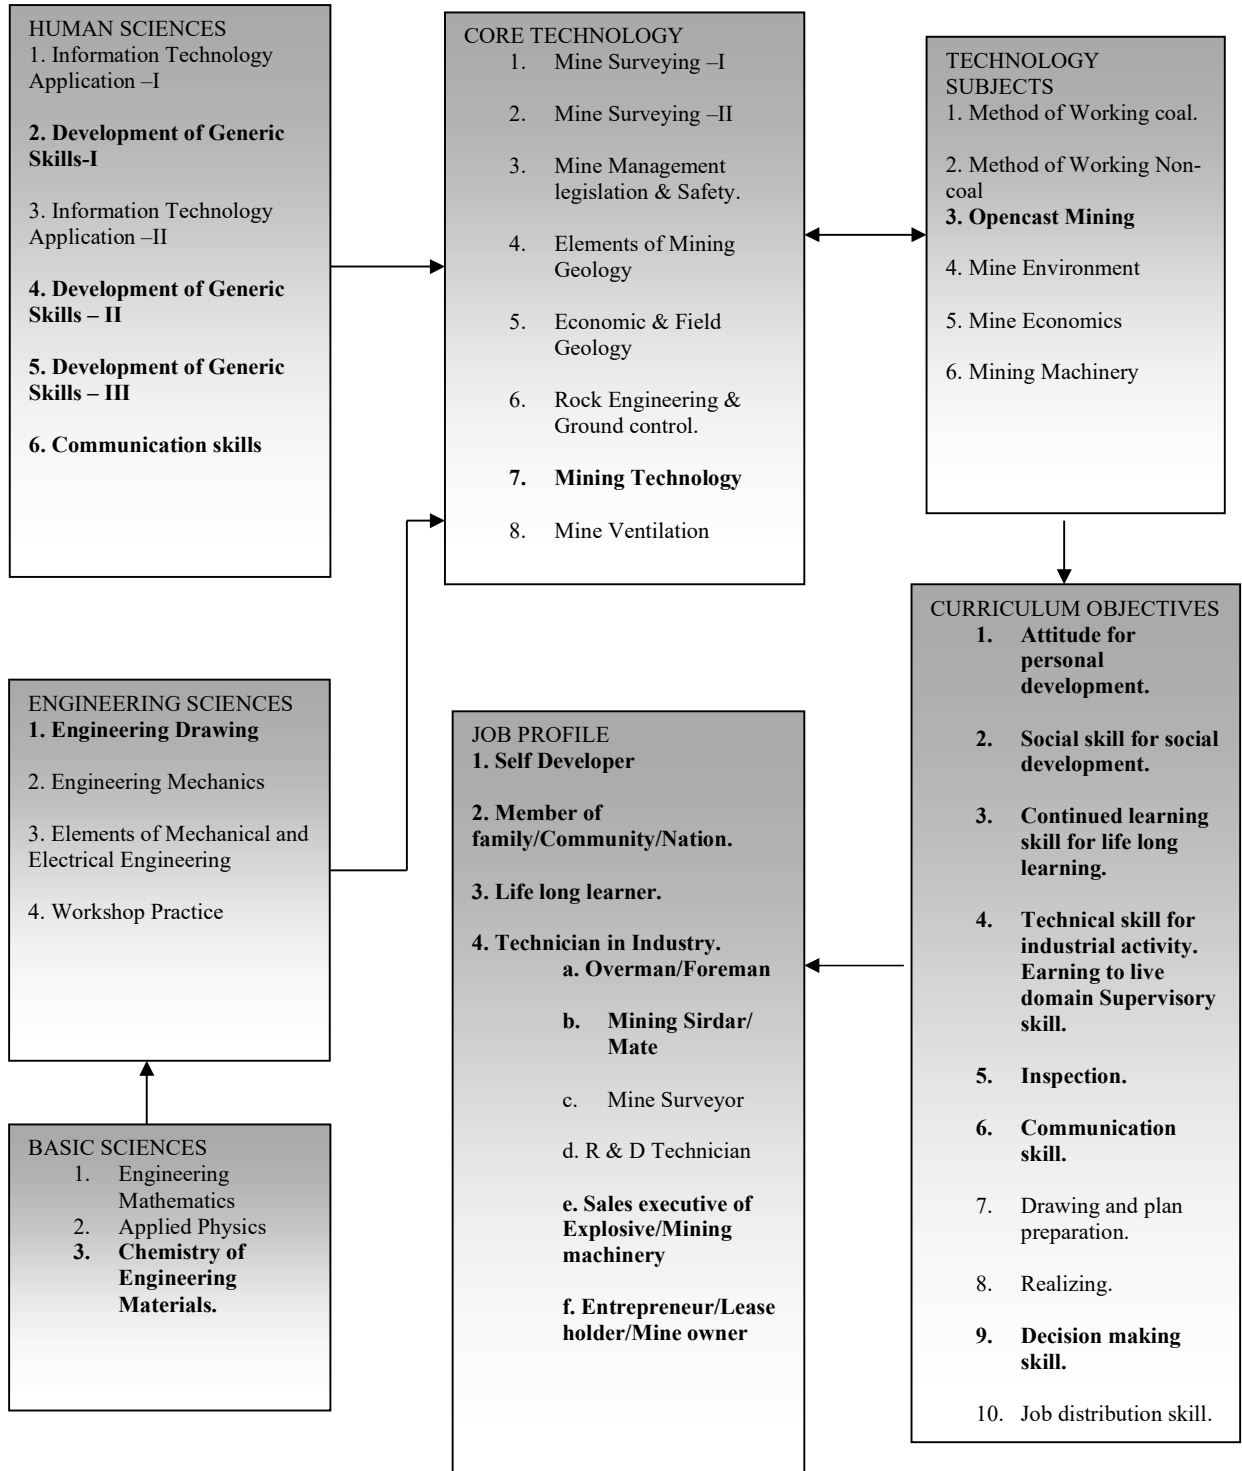 HUMAN SCIENCES
1. Information Technology
Application –I
2. Development of Generic
Skills-I
3. Information Technology
Application –II
4. Development of Generic
Skills – II
5. Development of Generic
Skills – III
6. Communication skills
CORE TECHNOLOGY
1. Mine Surveying –I
2. Mine Surveying –II
3. Mine Management
legislation & Safety.
4. Elements of Mining
Geology
5. Economic & Field
Geology
6. Rock Engineering &
Ground control.
7. Mining Technology
8. Mine Ventilation
TECHNOLOGY
SUBJECTS
1. Method of Working coal.
2. Method of Working Non-
coal
3. Opencast Mining
4. Mine Environment
5. Mine Economics
6. Mining Machinery
ENGINEERING SCIENCES
1. Engineering Drawing
2. Engineering Mechanics
3. Elements of Mechanical and
Electrical Engineering
4. Workshop Practice
BASIC SCIENCES
1. Engineering
Mathematics
2. Applied Physics
3. Chemistry of
Engineering
Materials.
JOB PROFILE
1. Self Developer
2. Member of
family/Community/Nation.
3. Life long learner.
4. Technician in Industry.
a. Overman/Foreman
b. Mining Sirdar/
Mate
c. Mine Surveyor
d. R & D Technician
e. Sales executive of
Explosive/Mining
machinery
f. Entrepreneur/Lease
holder/Mine owner
CURRICULUM OBJECTIVES
1. Attitude for
personal
development.
2. Social skill for social
development.
3. Continued learning
skill for life long
learning.
4. Technical skill for
industrial activity.
Earning to live
domain Supervisory
skill.
5. Inspection.
6. Communication
skill.
7. Drawing and plan
preparation.
8. Realizing.
9. Decision making
skill.
10. Job distribution skill.